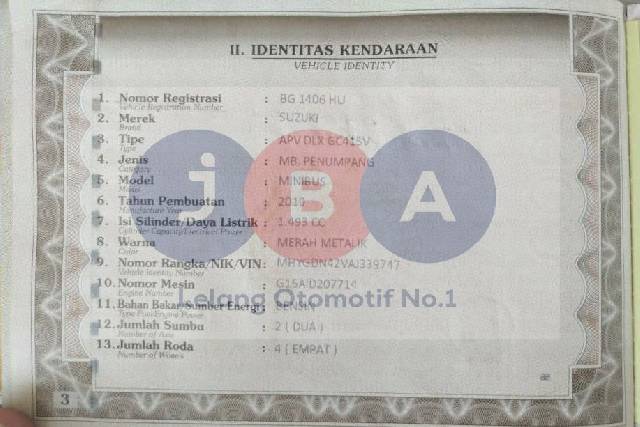 II. IDENTITAS KENDARAAN
VEHICLE IDENTITY
1. Nomor Registrasi : BG 1406 HU
Vehicle Registration Number
2. Merek : SUZUKI
Brand
3. Tipe : APV DLX GC415V
Type
4. Jenis : MB. PENUMPANG
Category
5. Model : MINIBUS
Model
6. Tahun Pembuatan : 2010
Manufacture Year
7. Isi Silinder/Daya Listrik : 1.493 CC
Cylinder Capacity/Electrical Power
8. Warna : MERAH METALIK
Color
9. Nomor Rangka/NIK/VIN : MHYGDN42VAJ339747
Vehicle Identity Number
10. Nomor Mesin : G15AID207714
Engine Number
11. Bahan Bakar/Sumber Energi : BENSIN
Type Fuel/Engine Power
12. Jumlah Sumbu : 2 ( DUA )
Number of Axle
13. Jumlah Roda : 4 ( EMPAT )
Number of Wheels
jBA
Lelang Otomotif No.1
3